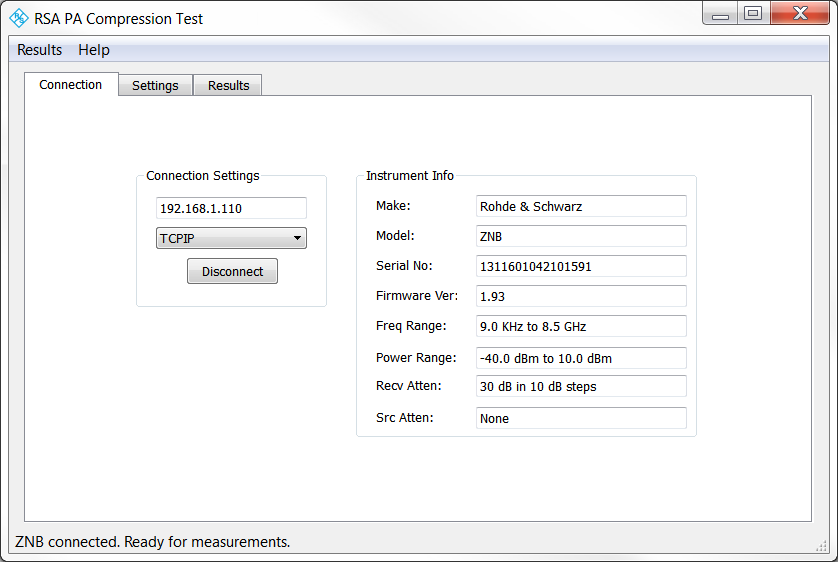 RSA PA Compression Test
Results Help
Connection Settings Results
Connection Settings
192.168.1.110
TCPIP
Disconnect
Instrument Info
Make: Rohde & Schwarz
Model: ZNB
Serial No: 1311601042101591
Firmware Ver: 1.93
Freq Range: 9.0 KHz to 8.5 GHz
Power Range: -40.0 dBm to 10.0 dBm
Recv Atten: 30 dB in 10 dB steps
Src Atten: None
ZNB connected. Ready for measurements.